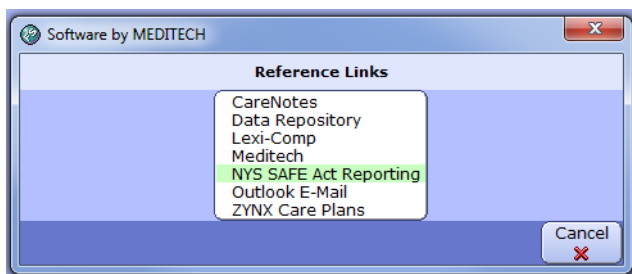 Software by MEDITECH
Reference Links
CareNotes
Data Repository
Lexi-Comp
Meditech
NYS SAFE Act Reporting
Outlook E-Mail
ZYNX Care Plans
Cancel